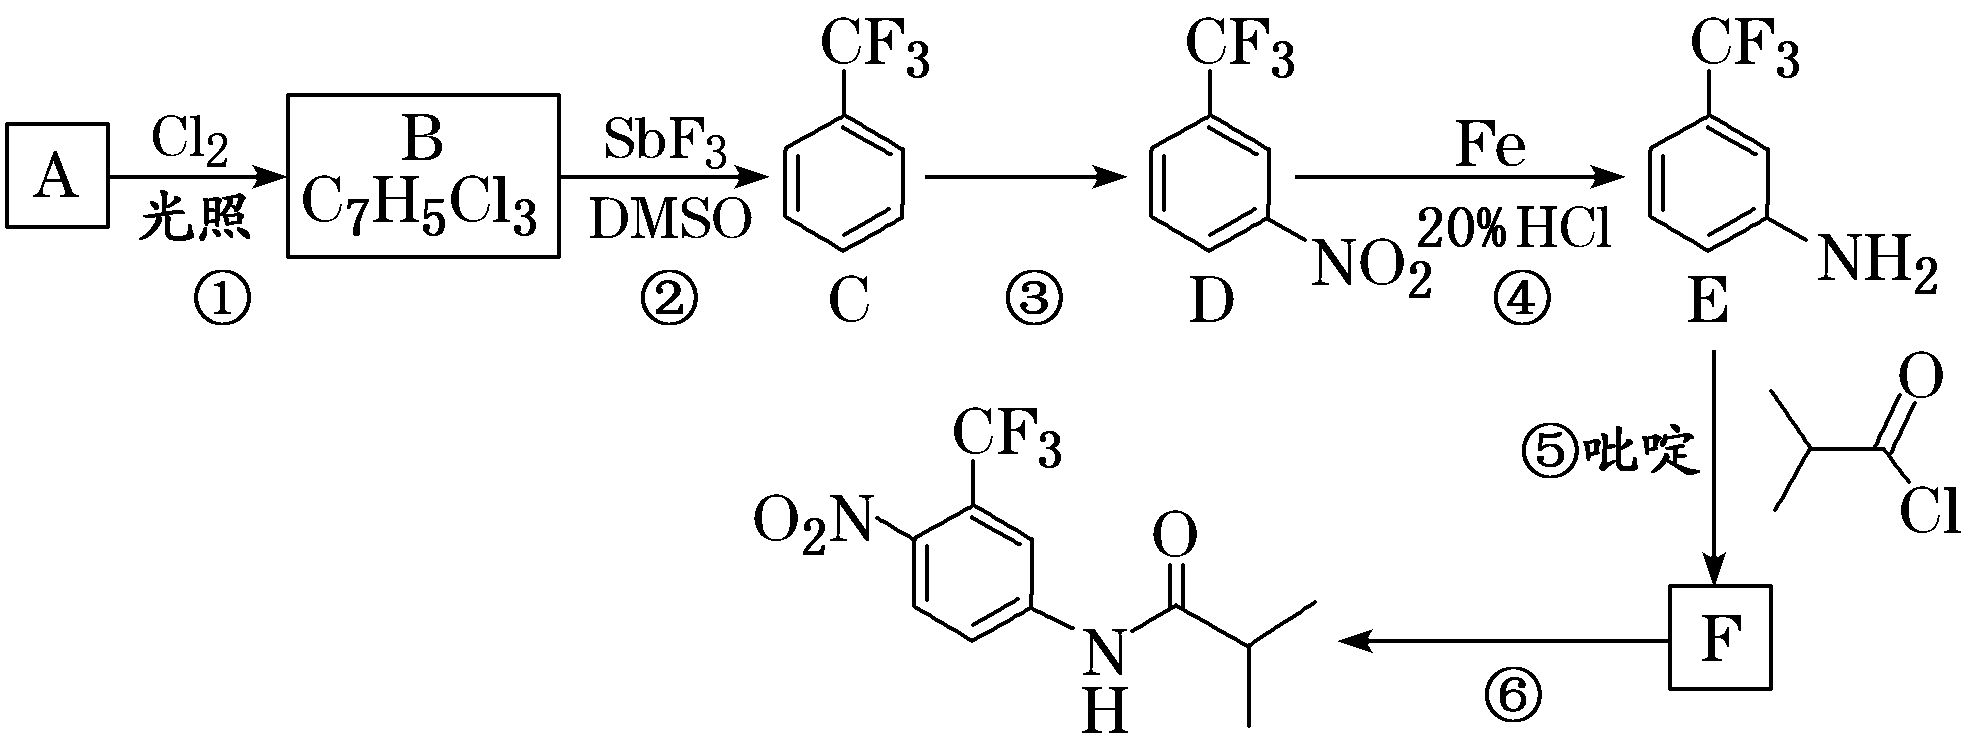 A
Cl₂
光照
①
B
C₇H₅Cl₃
SbF₃
DMSO
②
CF₃
C
③
CF₃
NO₂
D
Fe
20%HCl
④
CF₃
NH₂
E
⑤吡啶
O
Cl
F
⑥
CF₃
O₂N
O
N
H